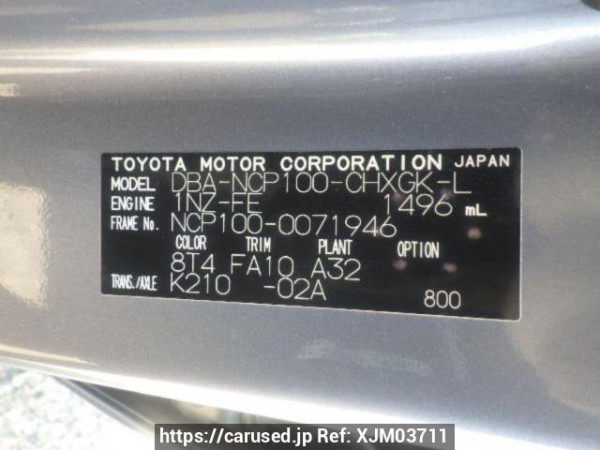 TOYOTA MOTOR CORPORATION JAPAN
MODEL DBA-NCP100-CHXGK-L
ENGINE 1NZ-FE 1496 mL
FRAME No. NCP100-0071946
COLOR TRIM PLANT OPTION
8T4 FA10 A32
TRANS./AXLE K210 -02A
800
https://carused.jp Ref: XJM03711